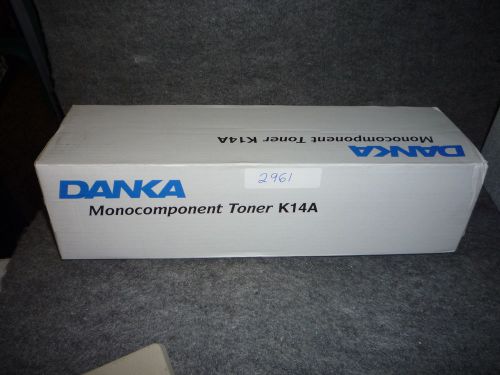 Monocomponent Toner K14A
DANKA
DANKA
2961
Monocomponent Toner K14A